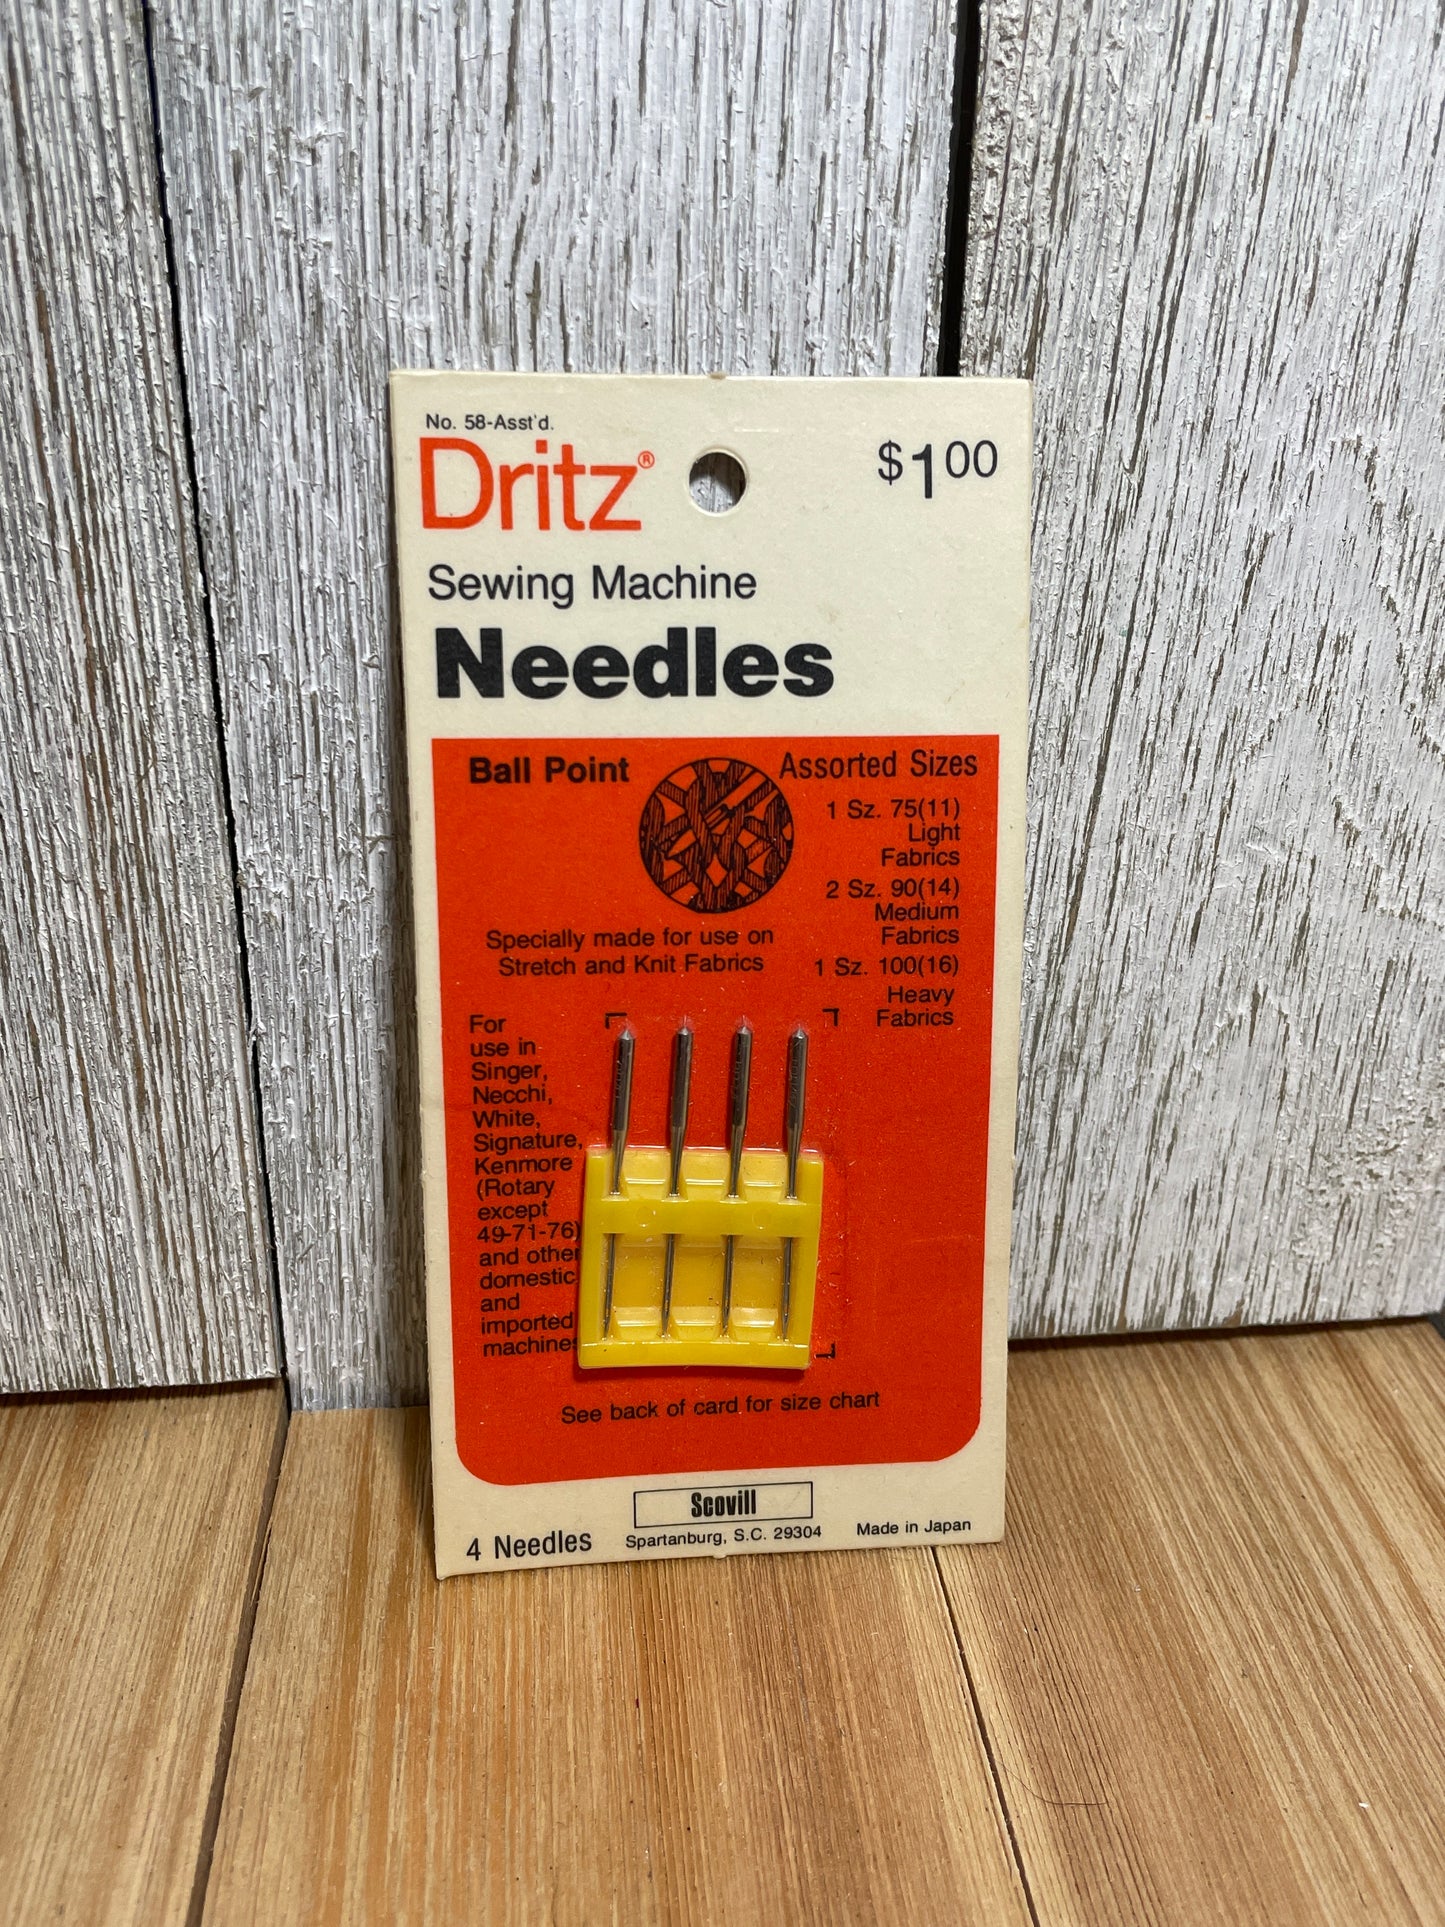 No. 58-Asst'd.
Dritz®
$1.00
Sewing Machine
Needles
Ball Point
Assorted Sizes
1 Sz. 75(11)
Light
Fabrics
2 Sz. 90(14)
Medium
Fabrics
1 Sz. 100(16)
Heavy
Fabrics
Specially made for use on
Stretch and Knit Fabrics
For
use in
Singer,
Necchi,
White,
Signature,
Kenmore
(Rotary
except
49-71-76)
and other
domestic
and
imported
machines
See back of card for size chart
Scovill
4 Needles
Spartanburg, S.C. 29304
Made in Japan